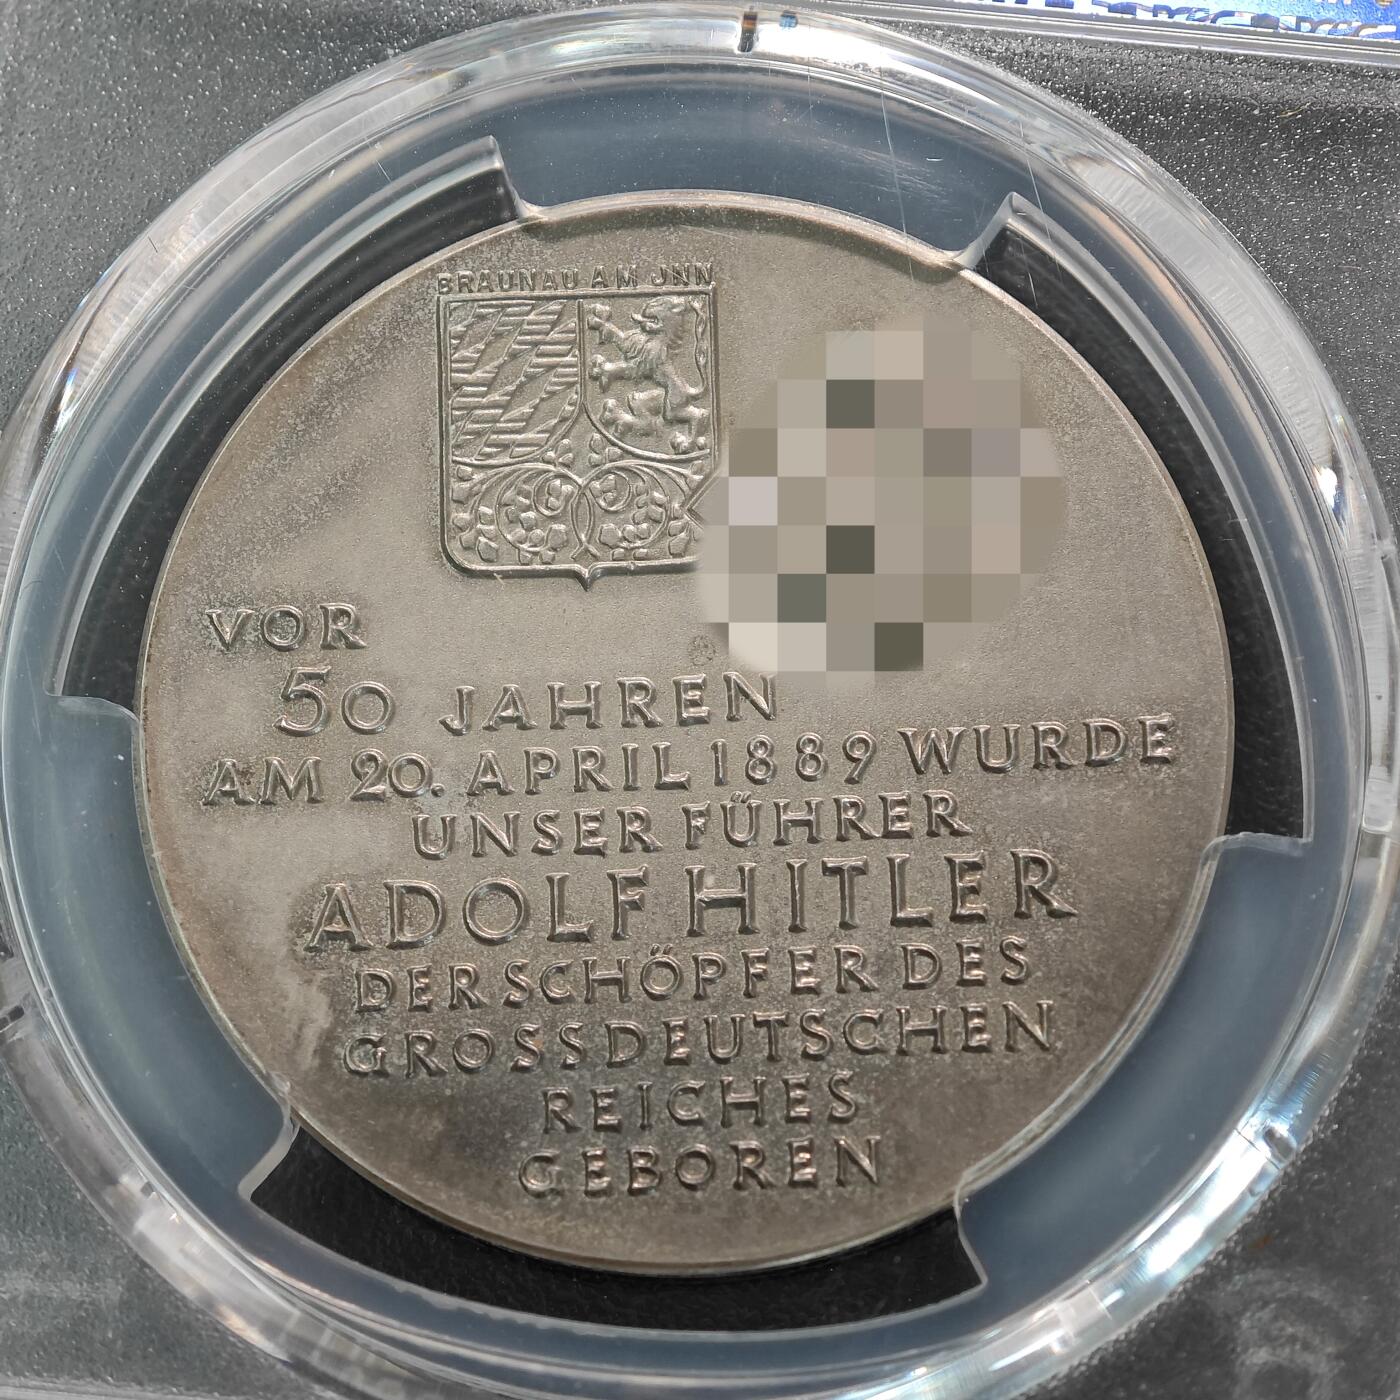 BRAUNAU AM JNN
VOR
50 JAHREN
AM 20. APRIL 1889 WURDE
UNSER FÜHRER
ADOLF HITLER
DER SCHÖPFER DES
GROSSDEUTSCHEN
REICHES
GEBOREN